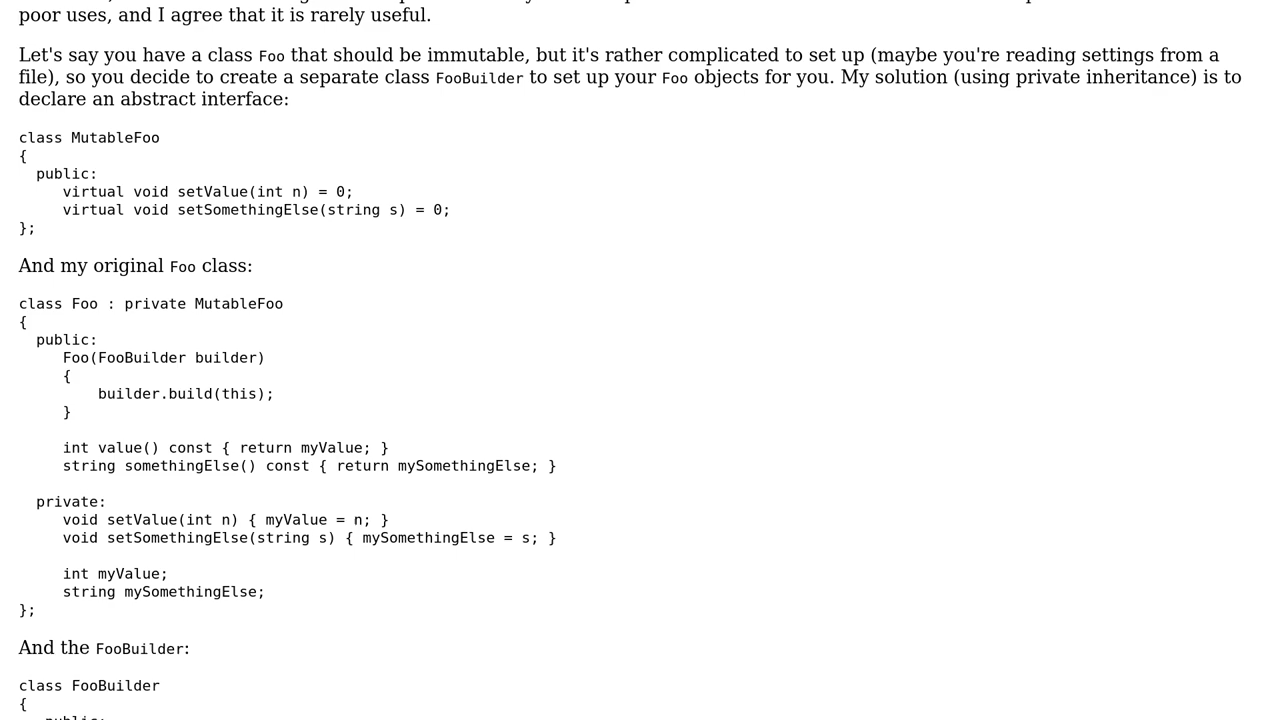 poor uses, and I agree that it is rarely useful.
Let's say you have a class Foo that should be immutable, but it's rather complicated to set up (maybe you're reading settings from a
file), so you decide to create a separate class FooBuilder to set up your Foo objects for you. My solution (using private inheritance) is to
declare an abstract interface:
class MutableFoo
{
  public:
     virtual void setValue(int n) = 0;
     virtual void setSomethingElse(string s) = 0;
};
And my original Foo class:
class Foo : private MutableFoo
{
  public:
     Foo(FooBuilder builder)
     {
         builder.build(this);
     }
     int value() const { return myValue; }
     string somethingElse() const { return mySomethingElse; }
  private:
     void setValue(int n) { myValue = n; }
     void setSomethingElse(string s) { mySomethingElse = s; }
     int myValue;
     string mySomethingElse;
};
And the FooBuilder:
class FooBuilder
{
   public: